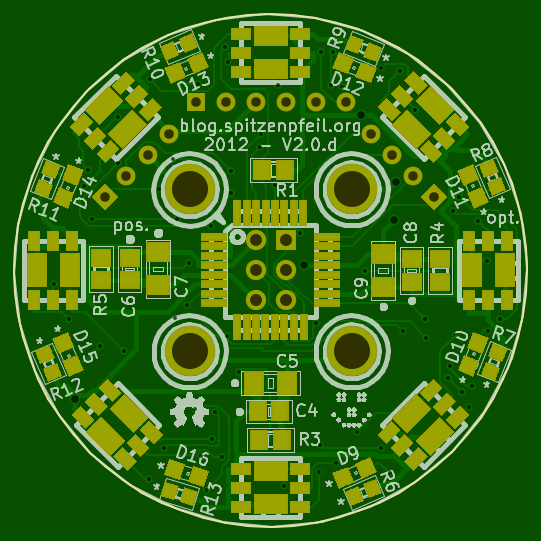 R10
D13
R9
D12
blog.spitzenpfeil.org
2012 - V2.0.d
R1
R8
D11
D14
R11
pos.
opt.
R5
C6
C7
C9
C8
R4
D15
R12
D10
R7
C5
C4
R3
D16
R13
D9
R6